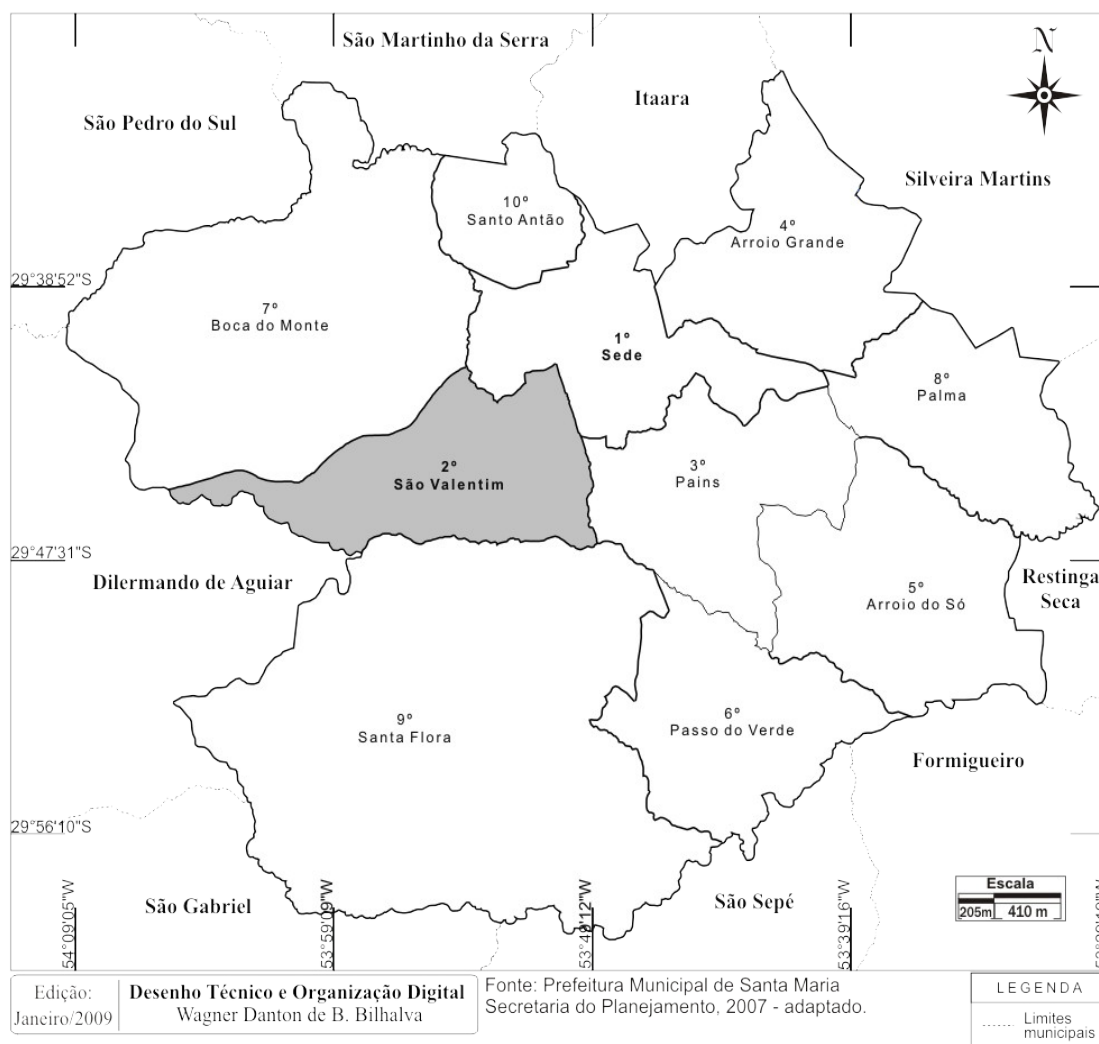 São Martinho da Serra
N
Itaara
São Pedro do Sul
Silveira Martins
10º
Santo Antão
4º
Arroio Grande
29°38'52"S
7º
Boca do Monte
1º
Sede
8º
Palma
2º
São Valentim
3º
Pains
29°47'31"S
Dilermando de Aguiar
Restinga
Seca
5º
Arroio do Só
9º
Santa Flora
6º
Passo do Verde
Formigueiro
29°56'10"S
São Gabriel
São Sepé
Escala
205m 410 m
54°09'05"W
53°59'09"W
53°49'12"W
53°39'16"W
Edição:
Janeiro/2009
Desenho Técnico e Organização Digital
Wagner Danton de B. Bilhalva
Fonte: Prefeitura Municipal de Santa Maria
Secretaria do Planejamento, 2007 - adaptado.
LEGENDA
Limites
municipais